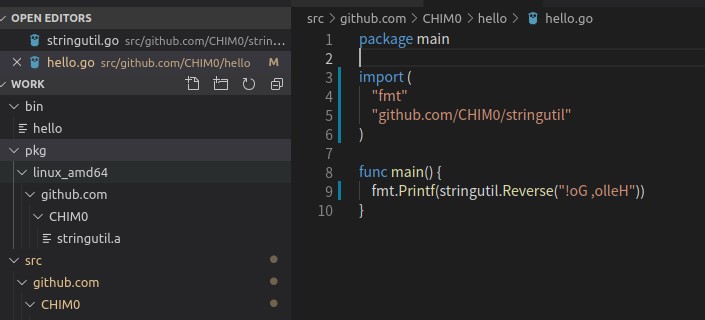 OPEN EDITORS
stringutil.go src/github.com/CHIM0/strin...
hello.go src/github.com/CHIM0/hello M
WORK
bin
hello
pkg
linux_amd64
github.com
CHIM0
stringutil.a
src
github.com
CHIM0
src > github.com > CHIM0 > hello > hello.go
1 package main
2
3 import (
4 "fmt"
5 "github.com/CHIM0/stringutil"
6 )
7
8 func main() {
9 fmt.Printf(stringutil.Reverse("!oG ,olleH"))
10 }